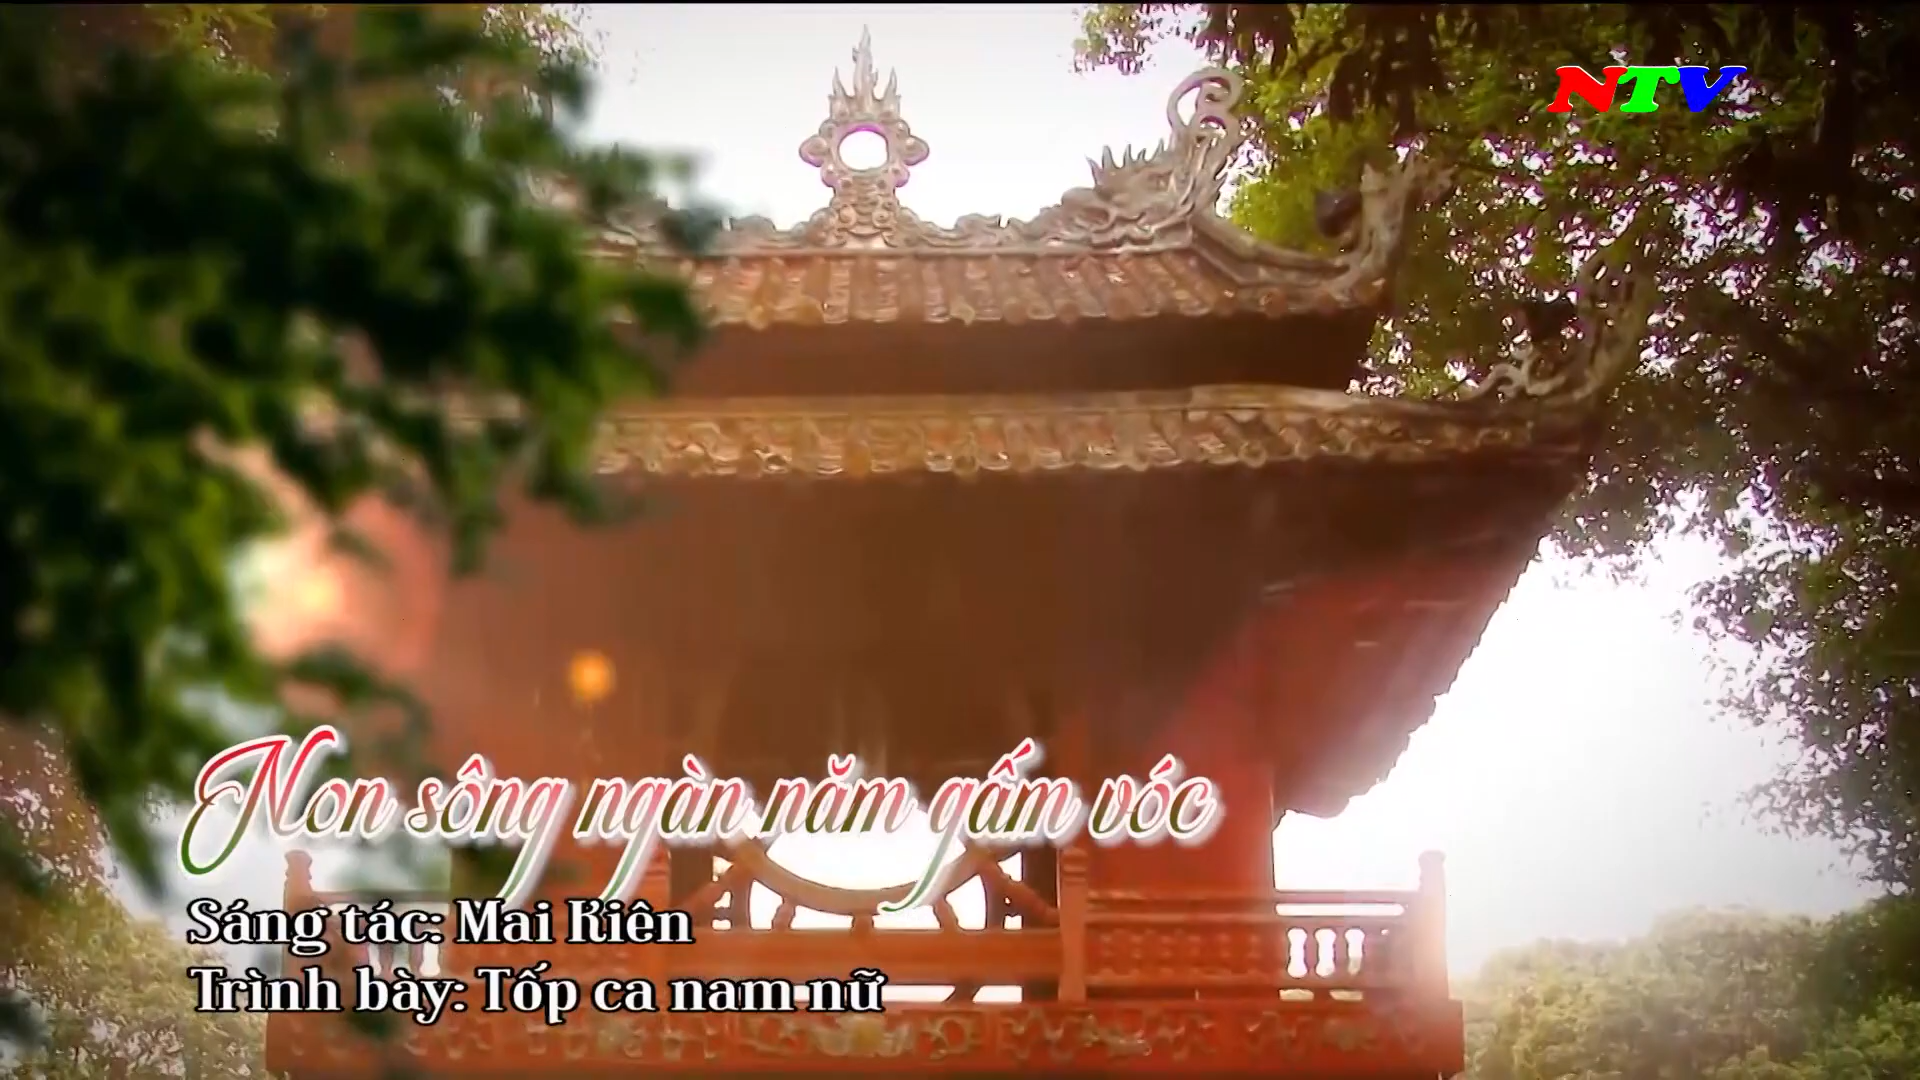 NTV
Non sông ngàn năm gấm vóc
Sáng tác: Mai Kiên
Trình bày: Tốp ca nam nữ